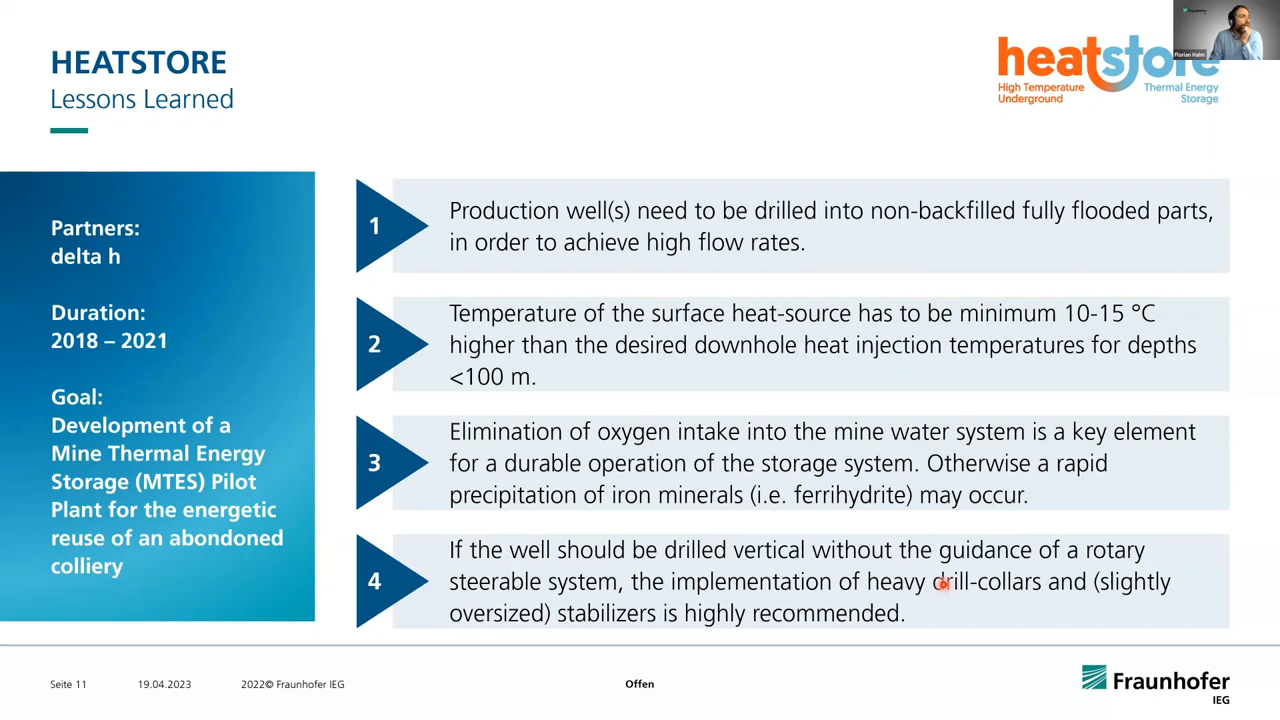 HEATSTORE
Lessons Learned
heatstore
High Temperature
Underground
Thermal Energy
Storage
Fraunhofer
Florian Hahn
Partners:
delta h
Duration:
2018 – 2021
Goal:
Development of a
Mine Thermal Energy
Storage (MTES) Pilot
Plant for the energetic
reuse of an abondoned
colliery
1
Production well(s) need to be drilled into non-backfilled fully flooded parts,
in order to achieve high flow rates.
2
Temperature of the surface heat-source has to be minimum 10-15 °C
higher than the desired downhole heat injection temperatures for depths
<100 m.
3
Elimination of oxygen intake into the mine water system is a key element
for a durable operation of the storage system. Otherwise a rapid
precipitation of iron minerals (i.e. ferrihydrite) may occur.
4
If the well should be drilled vertical without the guidance of a rotary
steerable system, the implementation of heavy drill-collars and (slightly
oversized) stabilizers is highly recommended.
Seite 11
19.04.2023
2022© Fraunhofer IEG
Offen
Fraunhofer
IEG